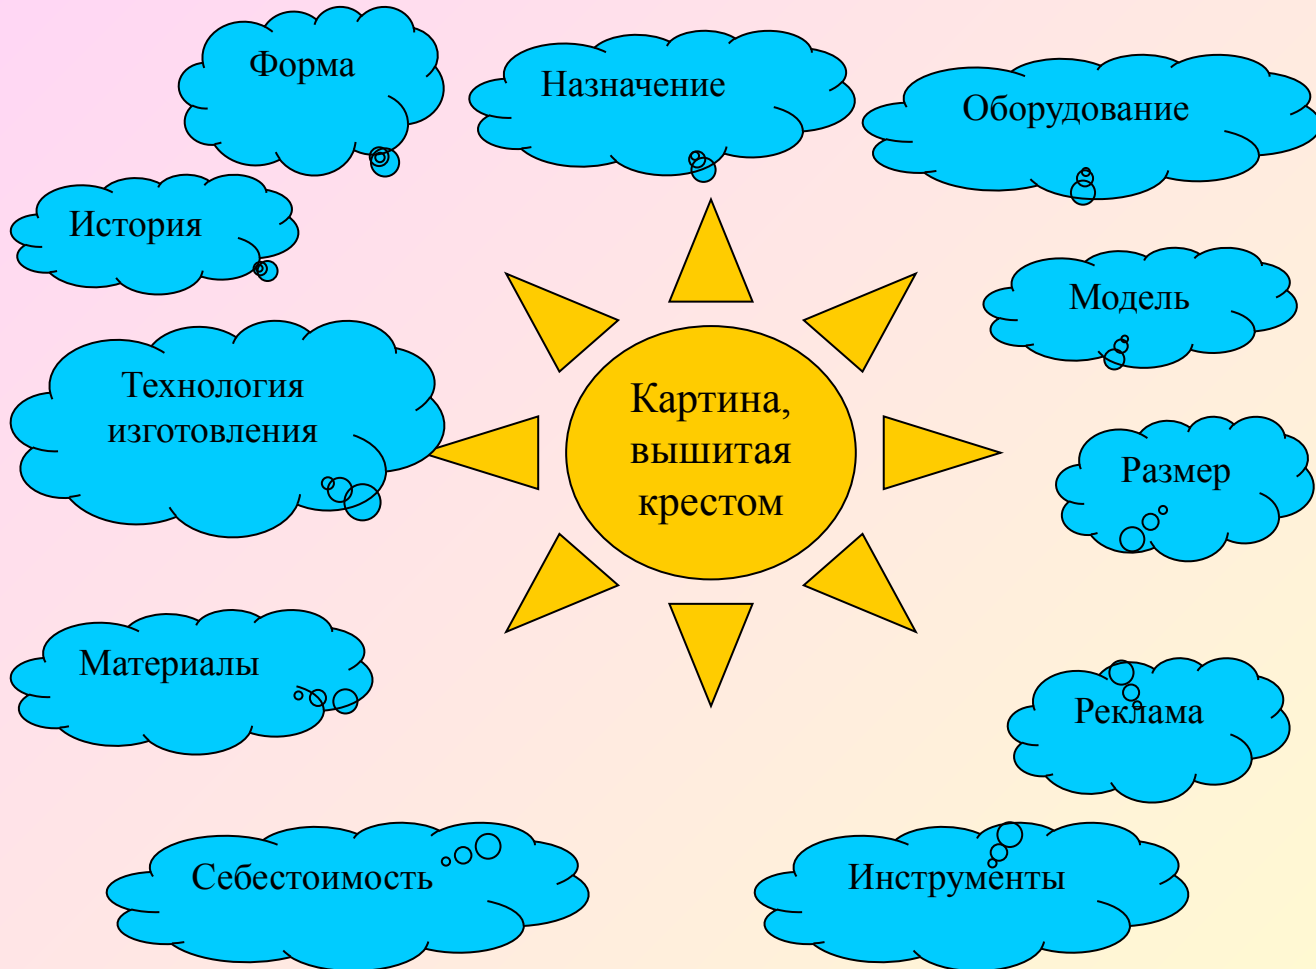 Форма
Назначение
Оборудование
История
Модель
Технология
изготовления
Картина,
вышитая
крестом
Размер
Материалы
Реклама
Себестоимость
Инструменты